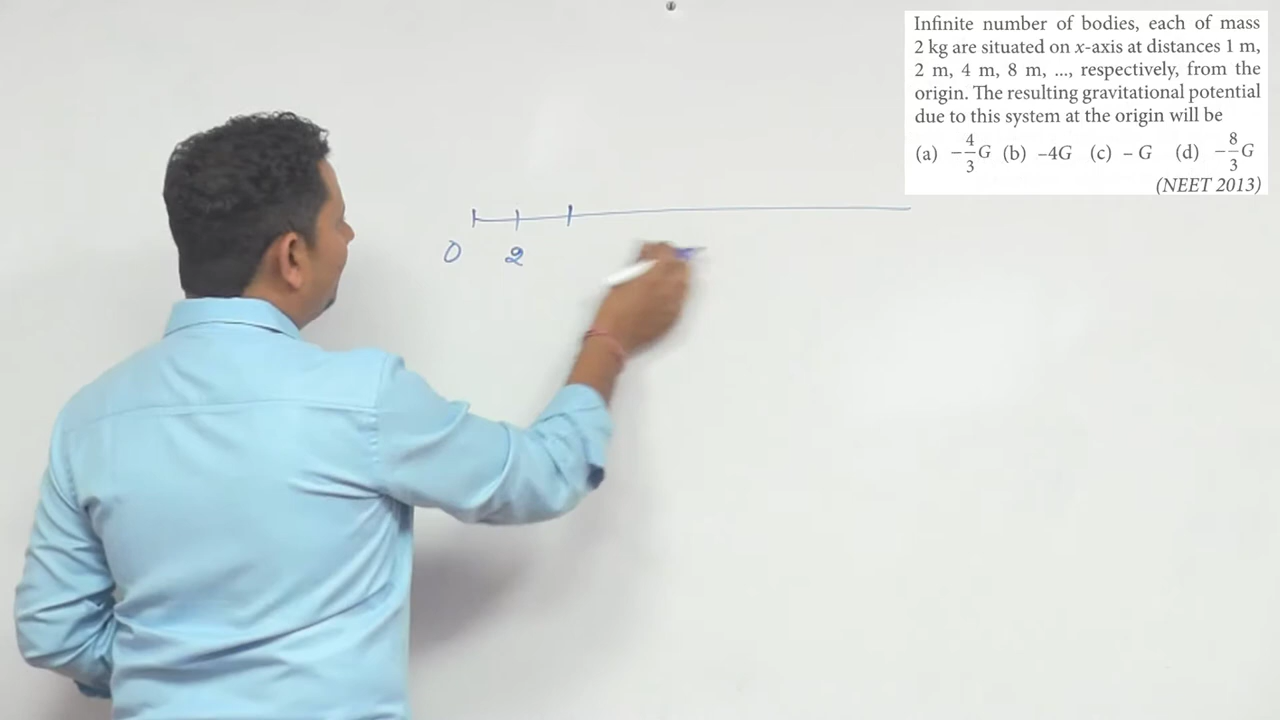 Infinite number of bodies, each of mass
2 kg are situated on x-axis at distances 1 m,
2 m, 4 m, 8 m, ..., respectively, from the
origin. The resulting gravitational potential
due to this system at the origin will be
(a) −4/3 G (b) –4G (c) – G (d) −8/3 G
(NEET 2013)
0 2